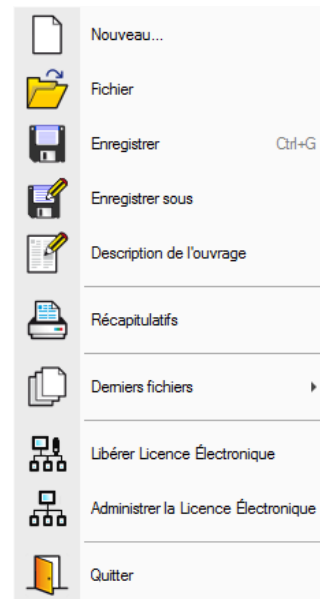 Nouveau...
Fichier
Enregistrer Ctrl+G
Enregistrer sous
Description de l'ouvrage
Récapitulatifs
Derniers fichiers
Libérer Licence Électronique
Administrer la Licence Électronique
Quitter